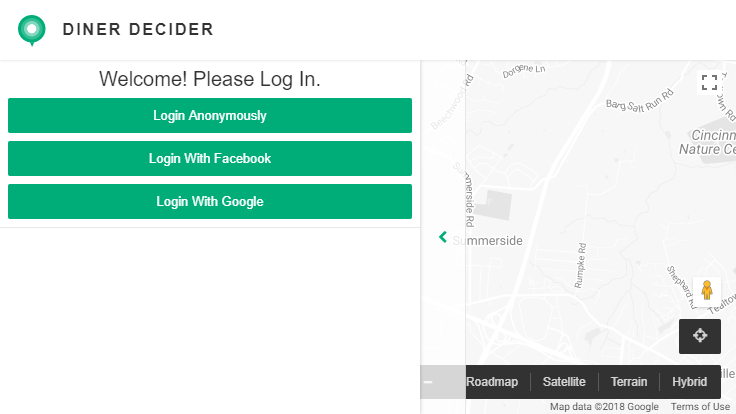 DINER DECIDER
Welcome! Please Log In.
Login Anonymously
Login With Facebook
Login With Google
Dorgene Ln
Beechwood Rd
Barg Salt Run Rd
Cincinn
Nature Ce
Summerside Rd
Summerside
Rumpke Rd
Shephard Rd
Tealtow
ille
Roadmap
Satellite
Terrain
Hybrid
Map data ©2018 Google
Terms of Use